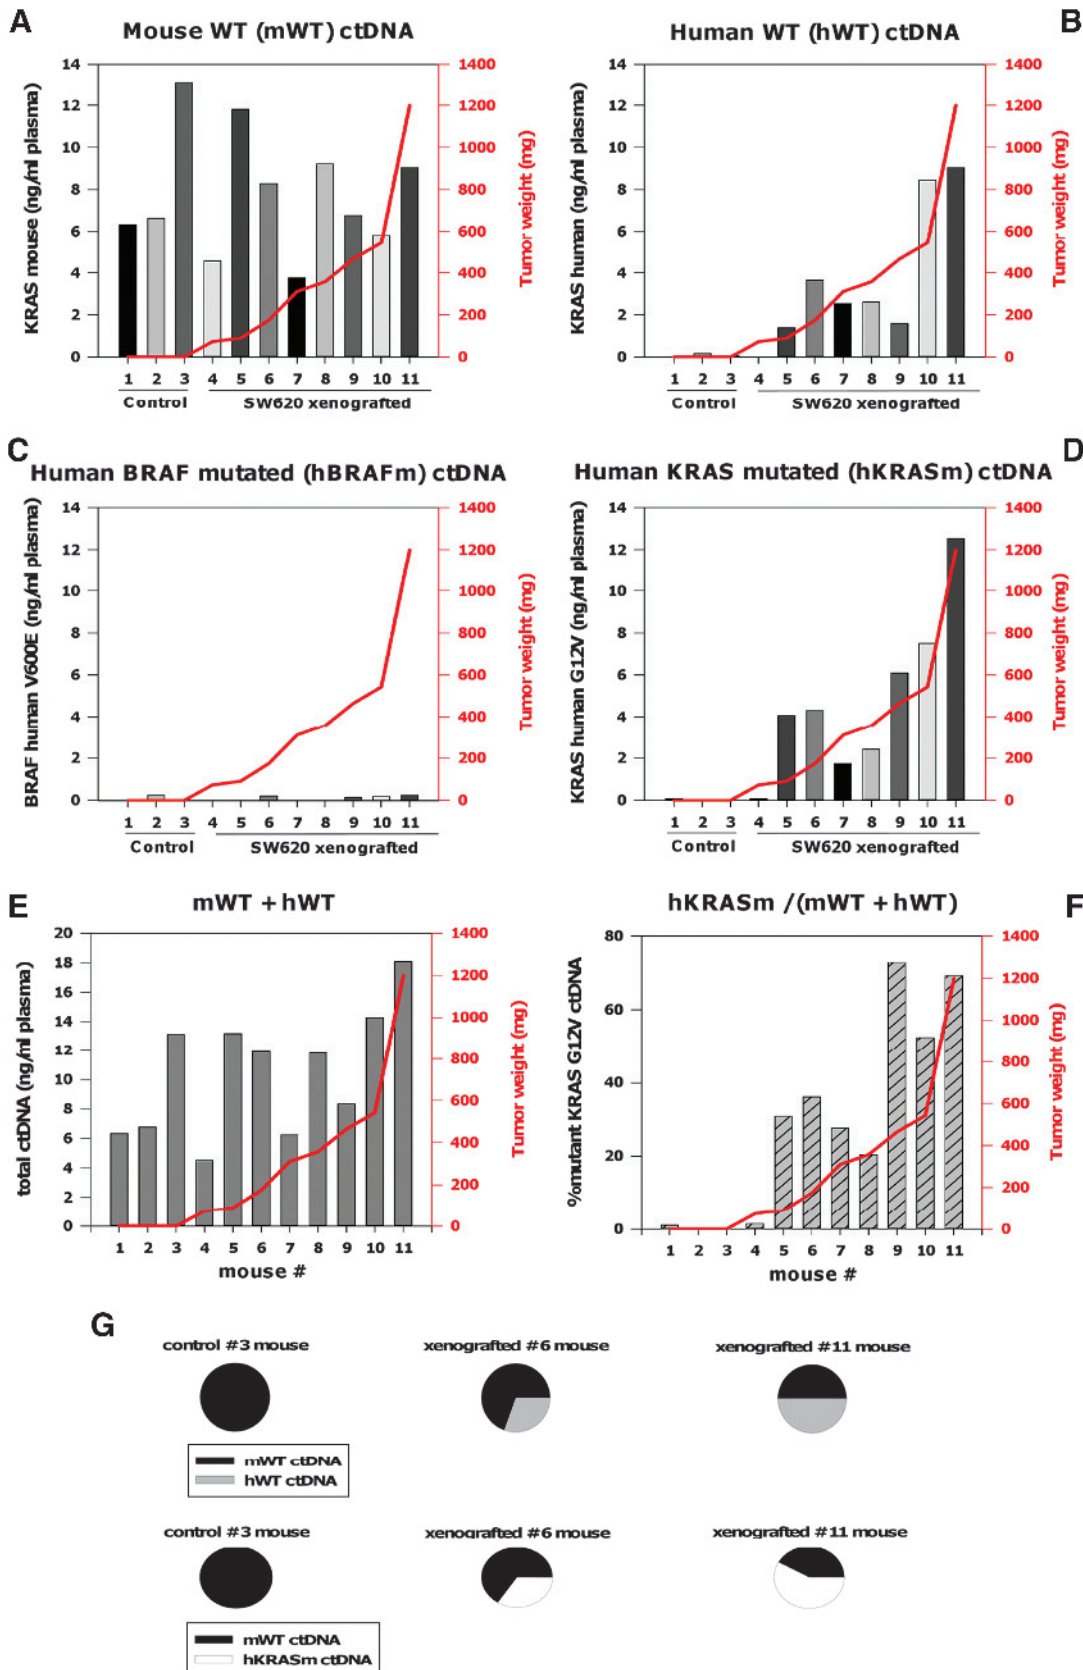 A
Mouse WT (mWT) ctDNA
KRAS mouse (ng/ml plasma)
14
12
10
8
6
4
2
0
1400
1200
1000
800
600
400
200
0
Tumor weight (mg)
1 2 3 4 5 6 7 8 9 10 11
Control SW620 xenografted
B
Human WT (hWT) ctDNA
KRAS human (ng/ml plasma)
14
12
10
8
6
4
2
0
1400
1200
1000
800
600
400
200
0
Tumor weight (mg)
1 2 3 4 5 6 7 8 9 10 11
Control SW620 xenografted
C
Human BRAF mutated (hBRAFm) ctDNA
BRAF human V600E (ng/ml plasma)
14
12
10
8
6
4
2
0
1400
1200
1000
800
600
400
200
0
Tumor weight (mg)
1 2 3 4 5 6 7 8 9 10 11
Control SW620 xenografted
D
Human KRAS mutated (hKRASm) ctDNA
KRAS human G12V (ng/ml plasma)
14
12
10
8
6
4
2
0
1400
1200
1000
800
600
400
200
0
Tumor weight (mg)
1 2 3 4 5 6 7 8 9 10 11
Control SW620 xenografted
E
mWT + hWT
total ctDNA (ng/ml plasma)
20
18
16
14
12
10
8
6
4
2
0
1400
1200
1000
800
600
400
200
0
Tumor weight (mg)
1 2 3 4 5 6 7 8 9 10 11
mouse #
F
hKRASm /(mWT + hWT)
%mutant KRAS G12V ctDNA
80
60
40
20
0
1400
1200
1000
800
600
400
200
0
Tumor weight (mg)
1 2 3 4 5 6 7 8 9 10 11
mouse #
G
control #3 mouse
xenografted #6 mouse
xenografted #11 mouse
mWT ctDNA
hWT ctDNA
control #3 mouse
xenografted #6 mouse
xenografted #11 mouse
mWT ctDNA
hKRASm ctDNA